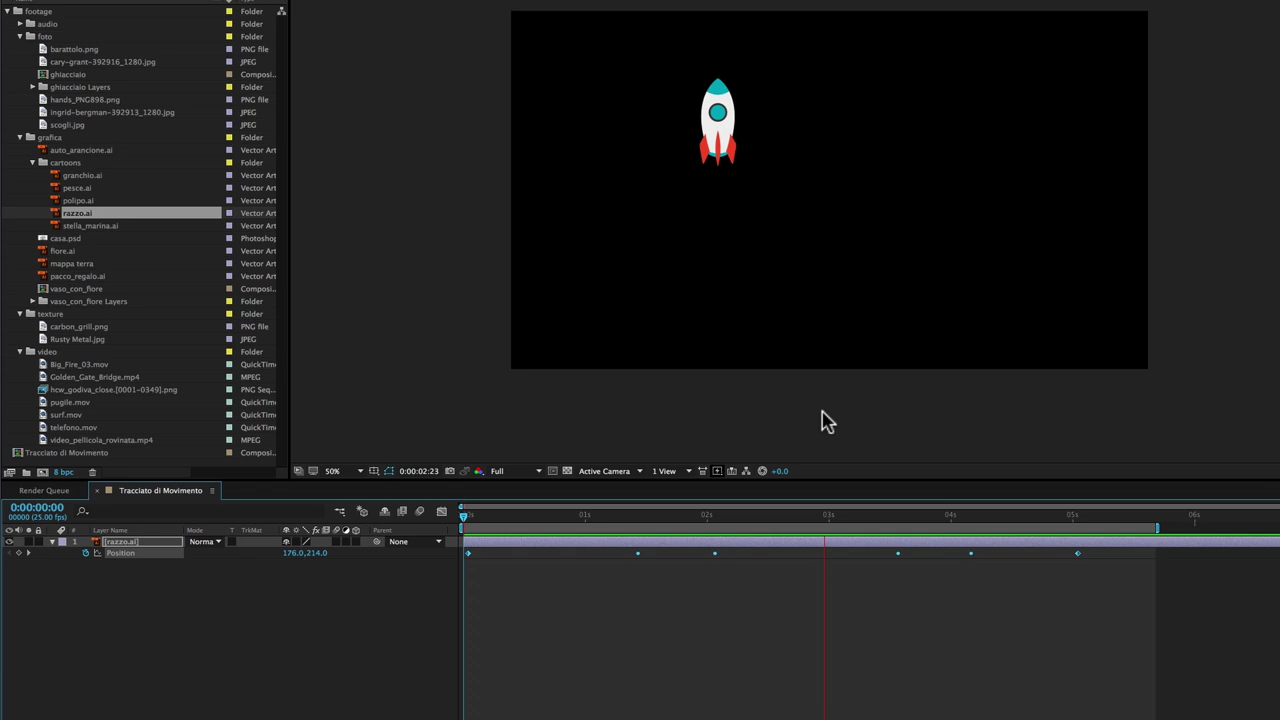 footage Folder
audio Folder
foto Folder
barattolo.png PNG file
cary-grant-392916_1280.jpg JPEG
ghiacciaio Composi...
ghiacciaio Layers Folder
hands_PNG898.png PNG file
ingrid-bergman-392913_1280.jpg JPEG
scogli.jpg JPEG
grafica Folder
auto_arancione.ai Vector Art
cartoons Folder
granchio.ai Vector Art
pesce.ai Vector Art
polipo.ai Vector Art
razzo.ai Vector Art
stella_marina.ai Vector Art
casa.psd Photoshop
fiore.ai Vector Art
mappa terra Vector Art
pacco_regalo.ai Vector Art
vaso_con_fiore Composi...
vaso_con_fiore Layers Folder
texture Folder
carbon_grill.png PNG file
Rusty Metal.jpg JPEG
video Folder
Big_Fire_03.mov QuickTime
Golden_Gate_Bridge.mp4 MPEG
hcw_godiva_close.[0001-0349].png PNG Seq...
pugile.mov QuickTime
surf.mov QuickTime
telefono.mov QuickTime
video_pellicola_rovinata.mp4 MPEG
Tracciato di Movimento Composi...
8 bpc
50% 0:00:02:23 Full Active Camera 1 View +0.0
Render Queue Tracciato di Movimento
0:00:00:00
00000 (25.00 fps)
01s 02s 03s 04s 05s 06s
# Layer Name Mode T TrkMat Parent
1 [razzo.ai] Norma None
Position 176.0,214.0